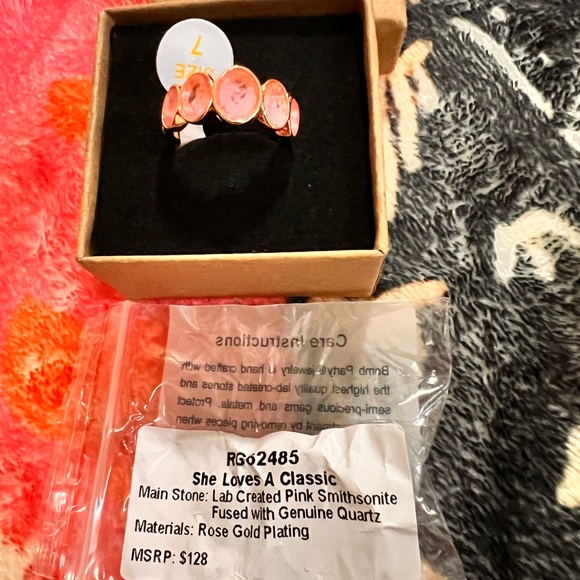 7
SIZE
Care Instructions
Bomb Party® jewelry is hand crafted with
the highest quality lab-created stones and
semi-precious gems and metals. Protect
by removing pieces when
RG62485
She Loves A Classic
Main Stone: Lab Created Pink Smithsonite
Fused with Genuine Quartz
Materials: Rose Gold Plating
MSRP: $128